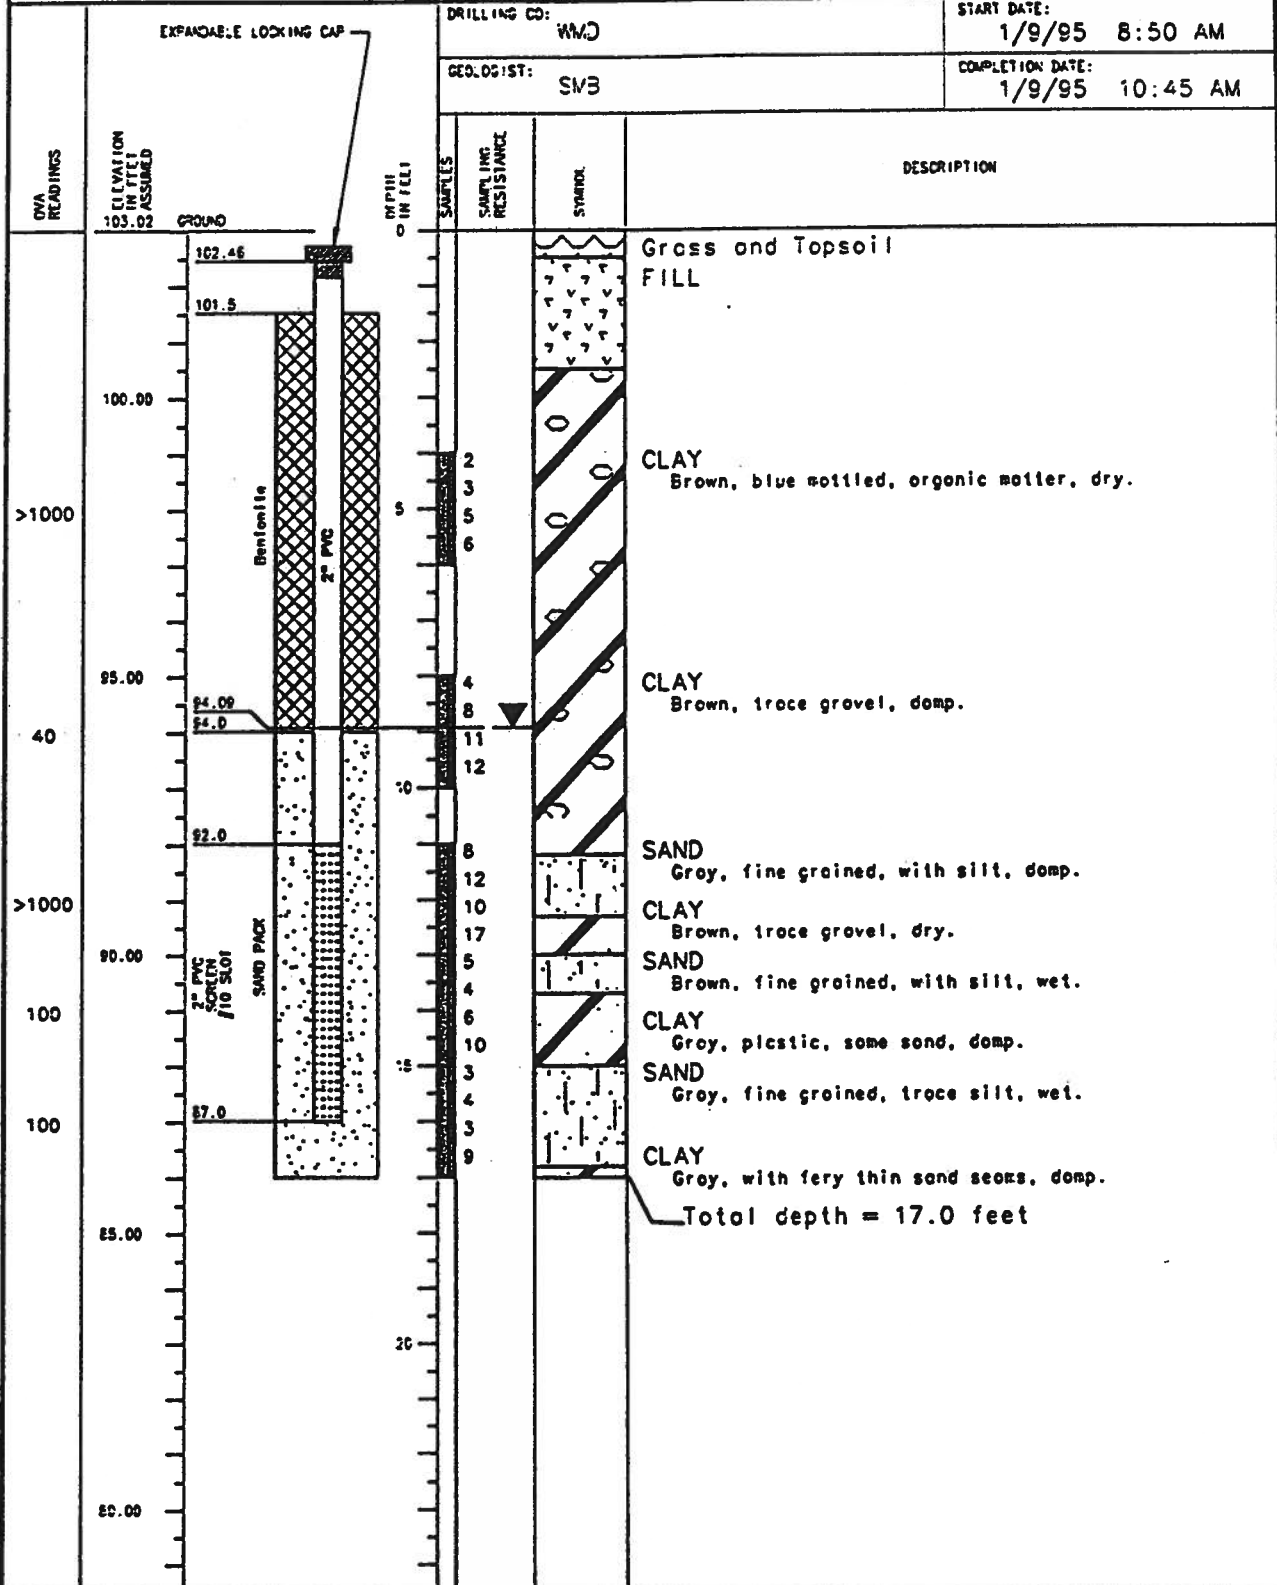 DRILLING CO:
WMD
START DATE:
1/9/95 8:50 AM
GEOLOGIST:
SMB
COMPLETION DATE:
1/9/95 10:45 AM
EXPANDABLE LOCKING CAP
OVA
READINGS
ELEVATION
IN FEET
ASSUMED
DEPTH
IN FEET
SAMPLES
SAMPLING
RESISTANCE
SYMBOL
DESCRIPTION
103.02 GROUND
0
102.46
Grass and Topsoil
FILL
101.5
100.00
2
CLAY
Brown, blue mottled, organic matter, dry.
3
>1000
5
5
6
Bentonite
2" PVC
95.00
4
CLAY
Brown, trace gravel, damp.
94.09
8
94.0
40
11
12
10
92.0
8
SAND
Gray, fine grained, with silt, damp.
12
>1000
10
CLAY
Brown, trace gravel, dry.
17
90.00
5
SAND
Brown, fine grained, with silt, wet.
4
2" PVC
SCREEN
#10 SLOT
SAND PACK
100
6
CLAY
Gray, plastic, some sand, damp.
10
15
3
SAND
Gray, fine grained, trace silt, wet.
4
87.0
100
3
9
CLAY
Gray, with fery thin sand seams, damp.
Total depth = 17.0 feet
85.00
20
80.00